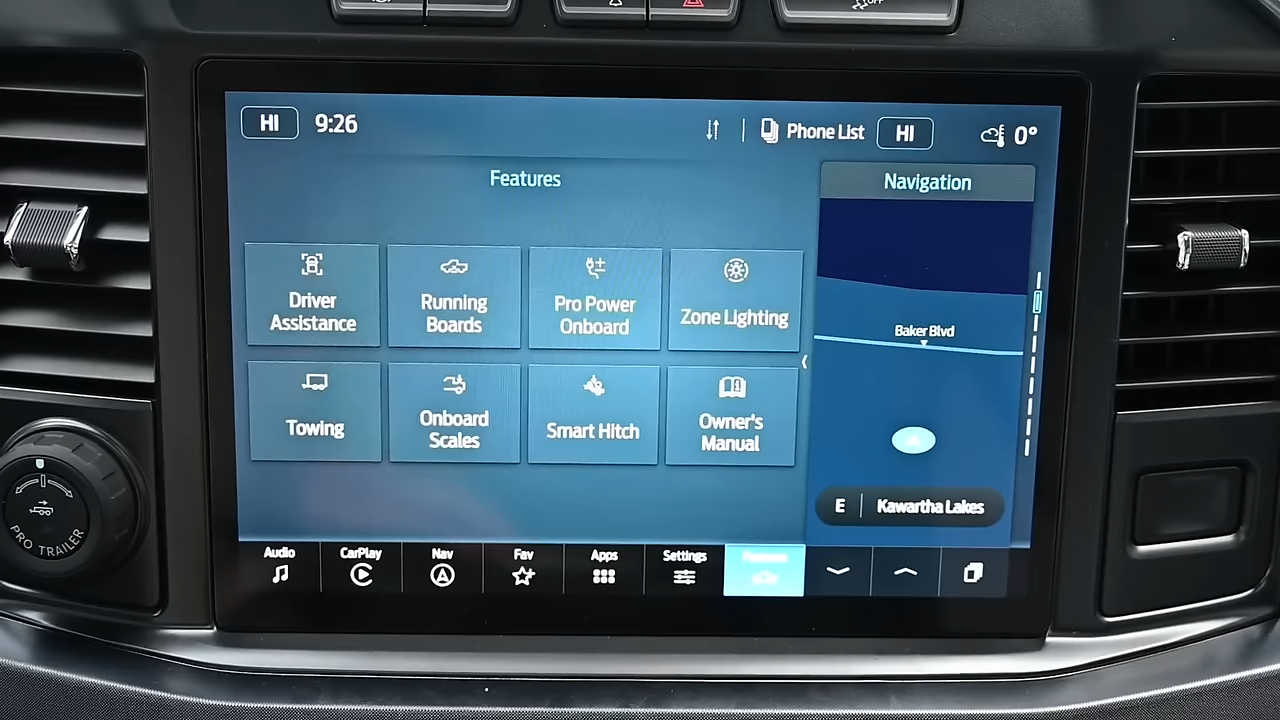 OFF
HI 9:26 Phone List HI 0°
Features
Navigation
Driver
Assistance
Running
Boards
Pro Power
Onboard
Zone Lighting
Baker Blvd
Towing
Onboard
Scales
Smart Hitch
Owner's
Manual
E Kawartha Lakes
PRO TRAILER
Audio CarPlay Nav Fav Apps Settings